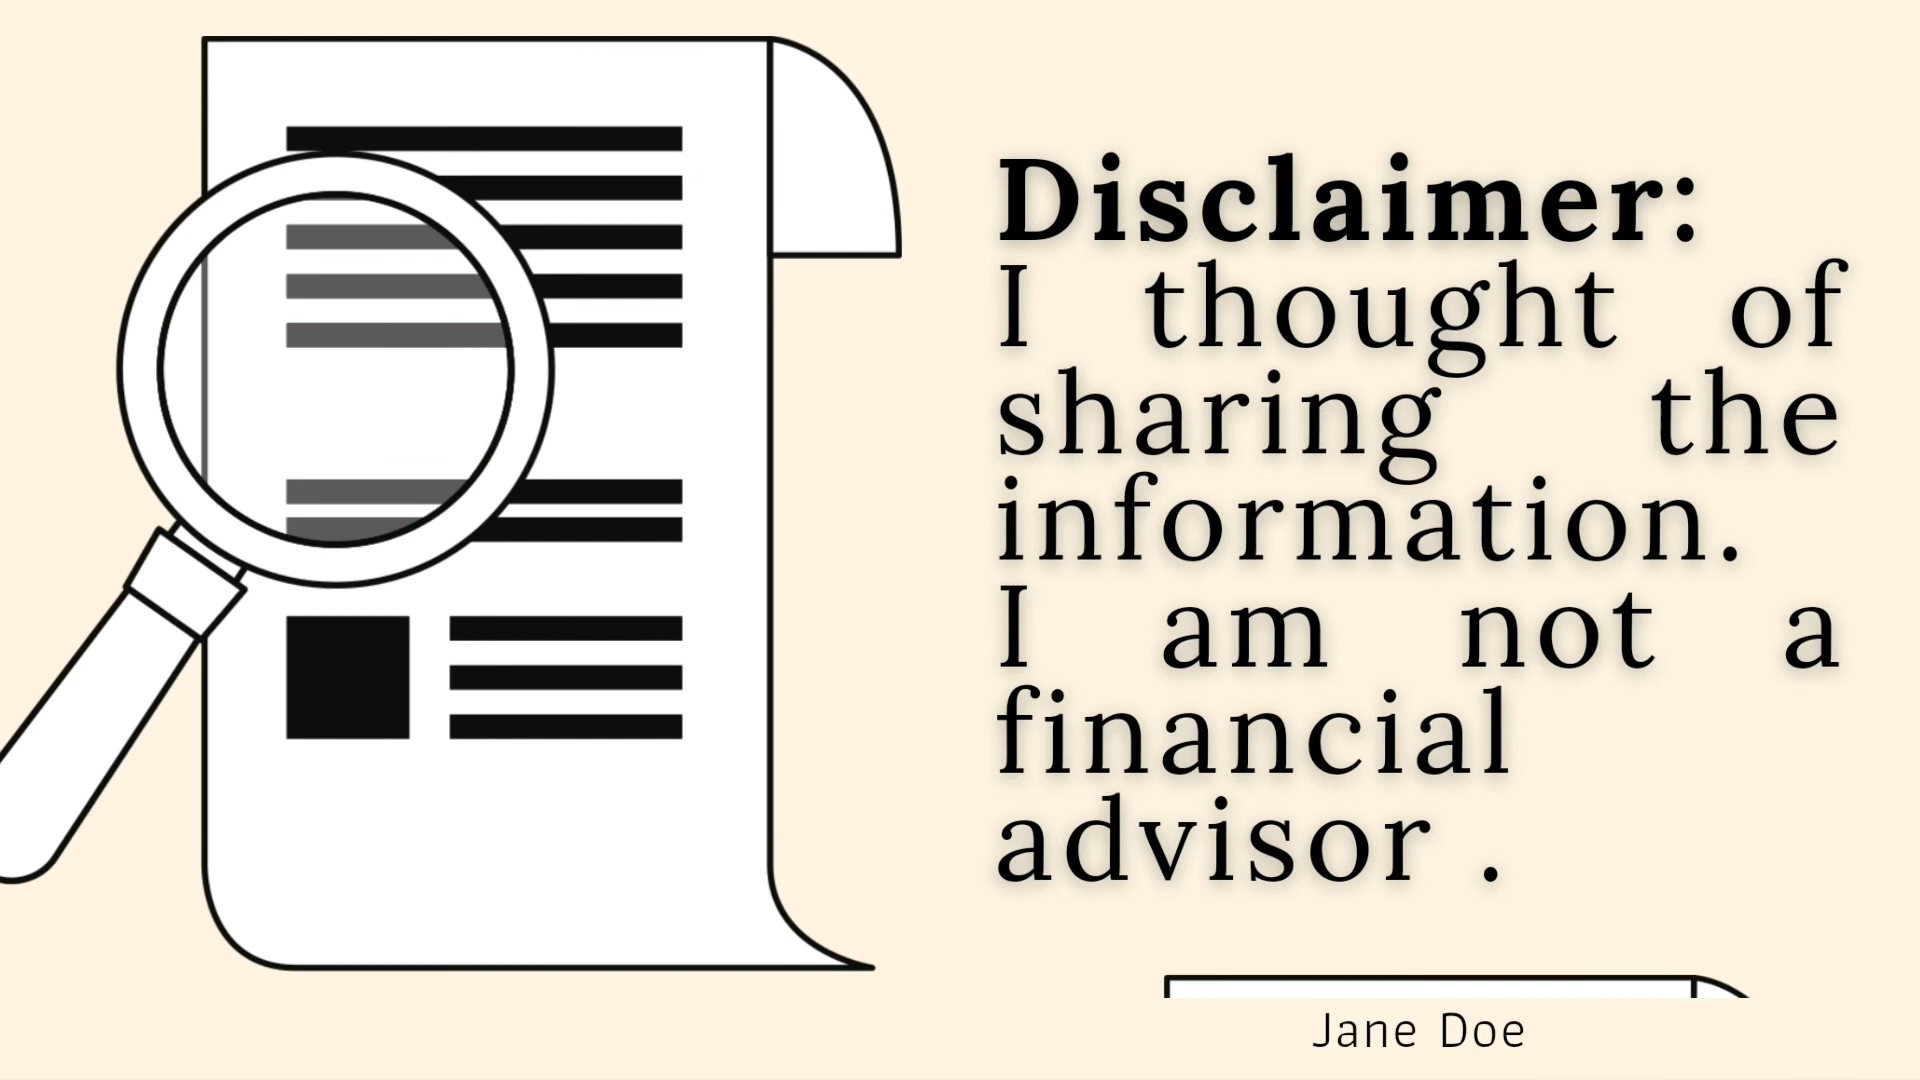 Disclaimer:
I thought of
sharing the
information.
I am not a
financial
advisor .
Jane Doe